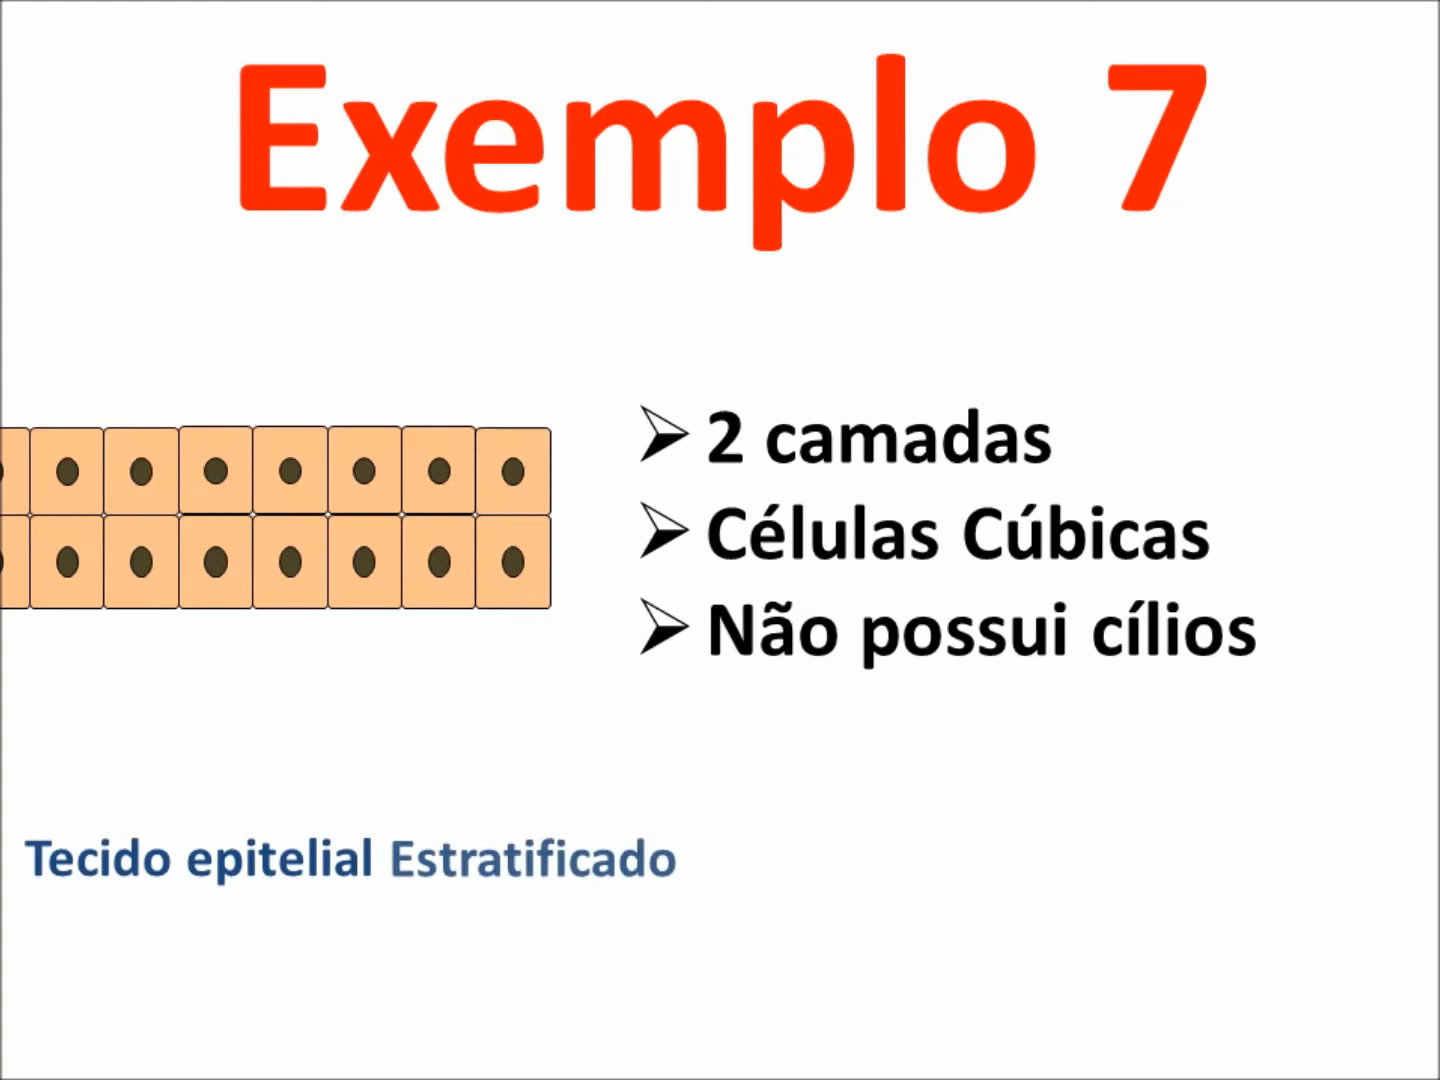 Exemplo 7
2 camadas
Células Cúbicas
Não possui cílios
Tecido epitelial Estratificado